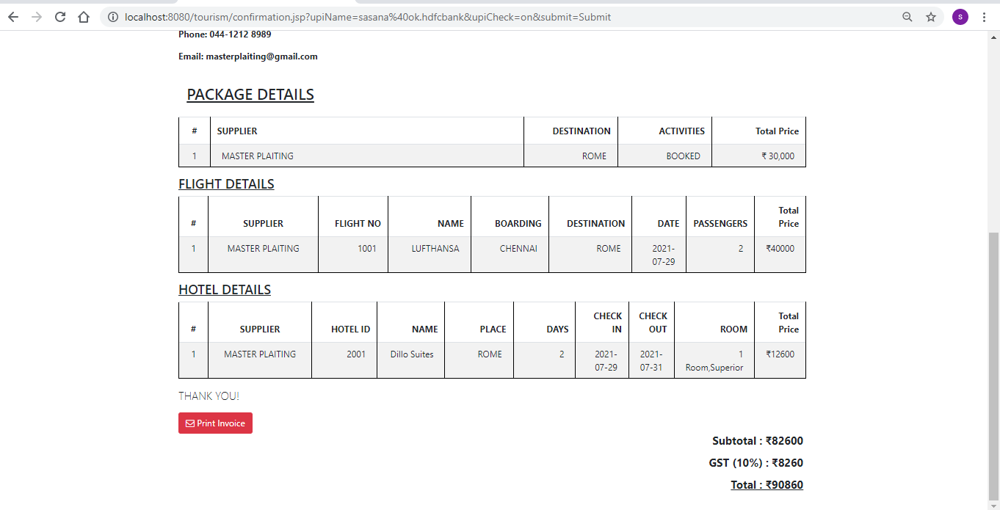 localhost:8080/tourism/confirmation.jsp?upiName=sasana%40ok.hdfcbank&upiCheck=on&submit=Submit
S
Phone: 044-1212 8989
Email: masterplaiting@gmail.com
PACKAGE DETAILS
# SUPPLIER DESTINATION ACTIVITIES Total Price
1 MASTER PLAITING ROME BOOKED ₹ 30,000
FLIGHT DETAILS
Total
# SUPPLIER FLIGHT NO NAME BOARDING DESTINATION DATE PASSENGERS Price
1 MASTER PLAITING 1001 LUFTHANSA CHENNAI ROME 2021- 2 ₹40000
07-29
HOTEL DETAILS
CHECK CHECK Total
# SUPPLIER HOTEL ID NAME PLACE DAYS IN OUT ROOM Price
1 MASTER PLAITING 2001 Dillo Suites ROME 2 2021- 2021- 1 ₹12600
07-29 07-31 Room,Superior
THANK YOU!
Print Invoice
Subtotal : ₹82600
GST (10%) : ₹8260
Total : ₹90860